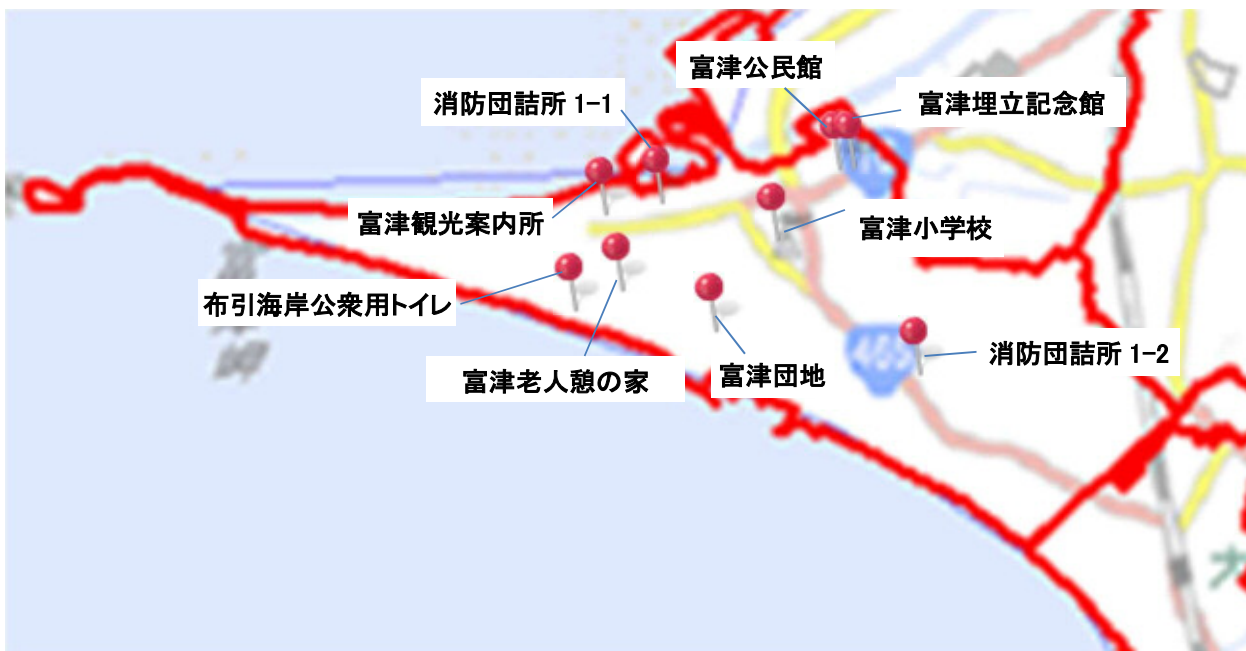 富津公民館
消防団詰所 1-1
富津埋立記念館
富津観光案内所
富津小学校
布引海岸公衆用トイレ
富津老人憩の家
富津団地
465
消防団詰所 1-2